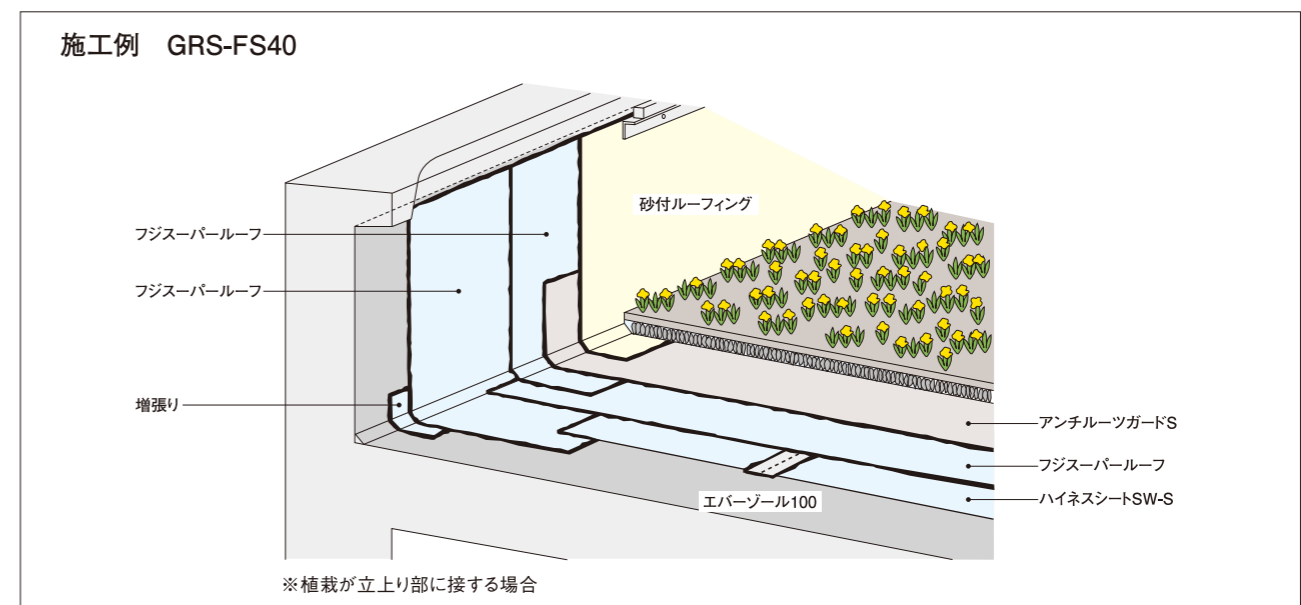 施工例　GRS-FS40
砂付ルーフィング
フジスーパールーフ
フジスーパールーフ
増張り
アンチルーツガードS
フジスーパールーフ
ハイネスシートSW-S
エバーゾール100
※植栽が立上り部に接する場合